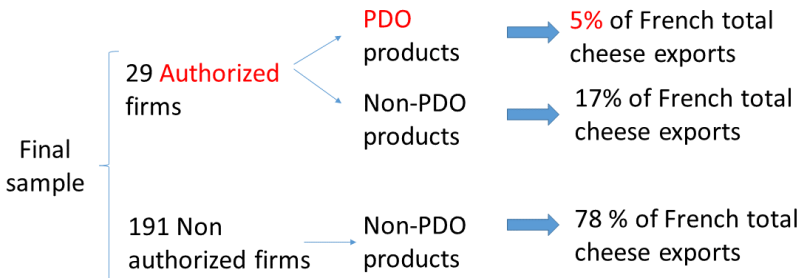 Final
sample
29 Authorized
firms
PDO
products
5% of French total
cheese exports
Non-PDO
products
17% of French total
cheese exports
191 Non
authorized firms
Non-PDO
products
78 % of French total
cheese exports